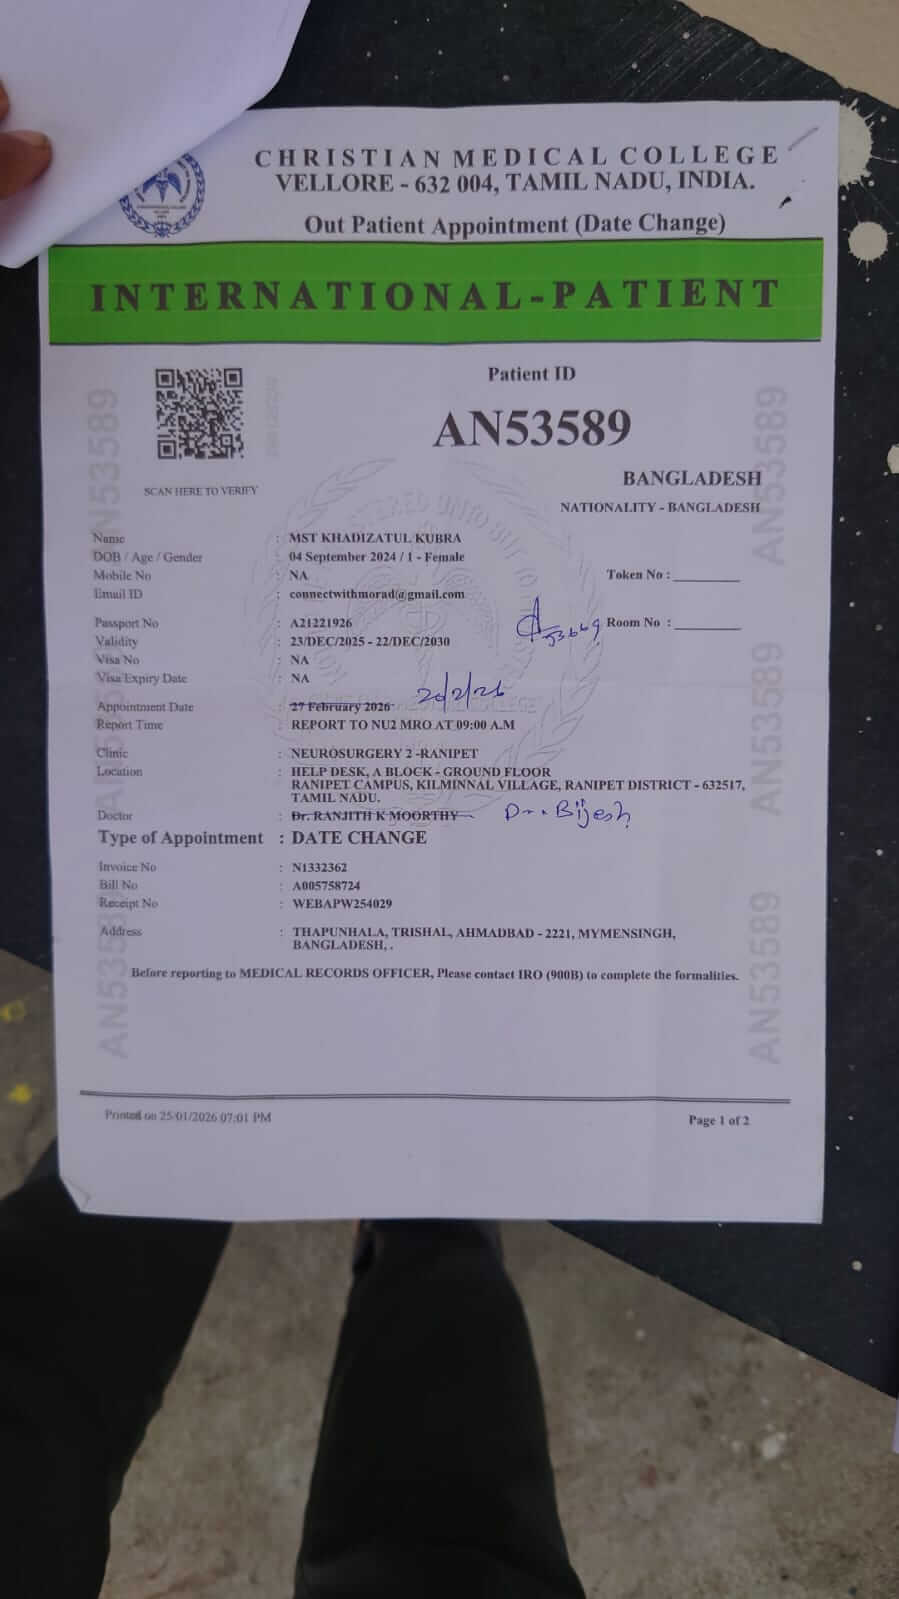 CHRISTIAN MEDICAL COLLEGE
VELLORE - 632 004, TAMIL NADU, INDIA.
Out Patient Appointment (Date Change)
INTERNATIONAL-PATIENT
Patient ID
AN53589
SCAN HERE TO VERIFY
BANGLADESH
NATIONALITY - BANGLADESH
Name : MST KHADIZATUL KUBRA
DOB / Age / Gender : 04 September 2024 / 1 - Female
Mobile No : NA Token No :
Email ID : connectwithmorad@gmail.com
Passport No : A21221926 Room No :
Validity : 23/DEC/2025 - 22/DEC/2030
Visa No : NA
Visa Expiry Date : NA
Appointment Date : 27 February 2026 20/2/26
Report Time : REPORT TO NU2 MRO AT 09:00 A.M
Clinic : NEUROSURGERY 2 -RANIPET
Location : HELP DESK, A BLOCK - GROUND FLOOR
RANIPET CAMPUS, KILMINNAL VILLAGE, RANIPET DISTRICT - 632517,
TAMIL NADU.
Doctor : Dr. RANJITH K MOORTHY Dr. Bijesh
Type of Appointment : DATE CHANGE
Invoice No : N1332362
Bill No : A005758724
Receipt No : WEBAPW254029
Address : THAPUNHALA, TRISHAL, AHMADBAD - 2221, MYMENSINGH,
BANGLADESH, .
Before reporting to MEDICAL RECORDS OFFICER, Please contact IRO (900B) to complete the formalities.
Printed on 25/01/2026 07:01 PM
Page 1 of 2
AN53589
AN53589
AN53589
AN53589
AN53589
AN53589